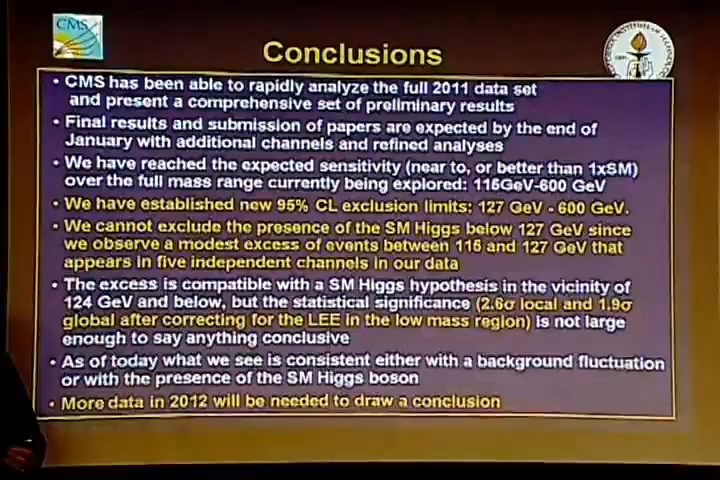 CMS
Conclusions
• CMS has been able to rapidly analyze the full 2011 data set
and present a comprehensive set of preliminary results
• Final results and submission of papers are expected by the end of
January with additional channels and refined analyses
• We have reached the expected sensitivity (near to, or better than 1xSM)
over the full mass range currently being explored: 115GeV-600 GeV
• We have established new 95% CL exclusion limits: 127 GeV - 600 GeV.
• We cannot exclude the presence of the SM Higgs below 127 GeV since
we observe a modest excess of events between 115 and 127 GeV that
appears in five independent channels in our data
• The excess is compatible with a SM Higgs hypothesis in the vicinity of
124 GeV and below, but the statistical significance (2.6σ local and 1.9σ
global after correcting for the LEE in the low mass region) is not large
enough to say anything conclusive
• As of today what we see is consistent either with a background fluctuation
or with the presence of the SM Higgs boson
• More data in 2012 will be needed to draw a conclusion